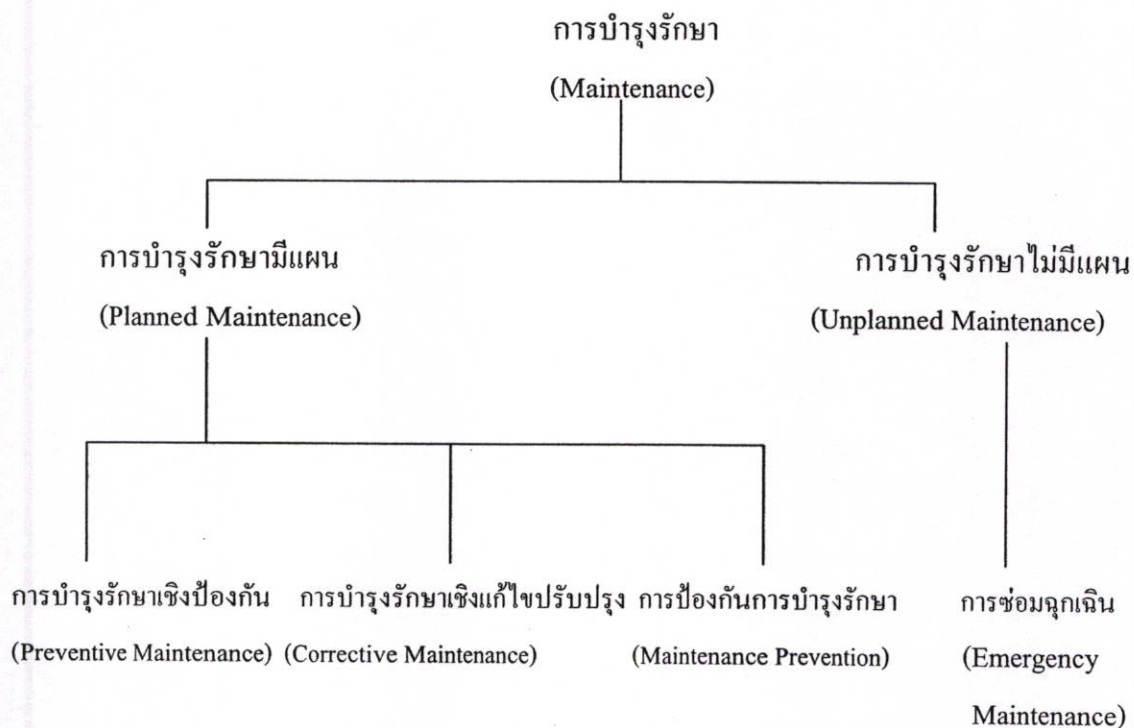 การบำรุงรักษา
(Maintenance)
การบำรุงรักษามีแผน
(Planned Maintenance)
การบำรุงรักษาไม่มีแผน
(Unplanned Maintenance)
การบำรุงรักษาเชิงป้องกัน
(Preventive Maintenance)
การบำรุงรักษาเชิงแก้ไขปรับปรุง
(Corrective Maintenance)
การป้องกันการบำรุงรักษา
(Maintenance Prevention)
การซ่อมฉุกเฉิน
(Emergency
Maintenance)